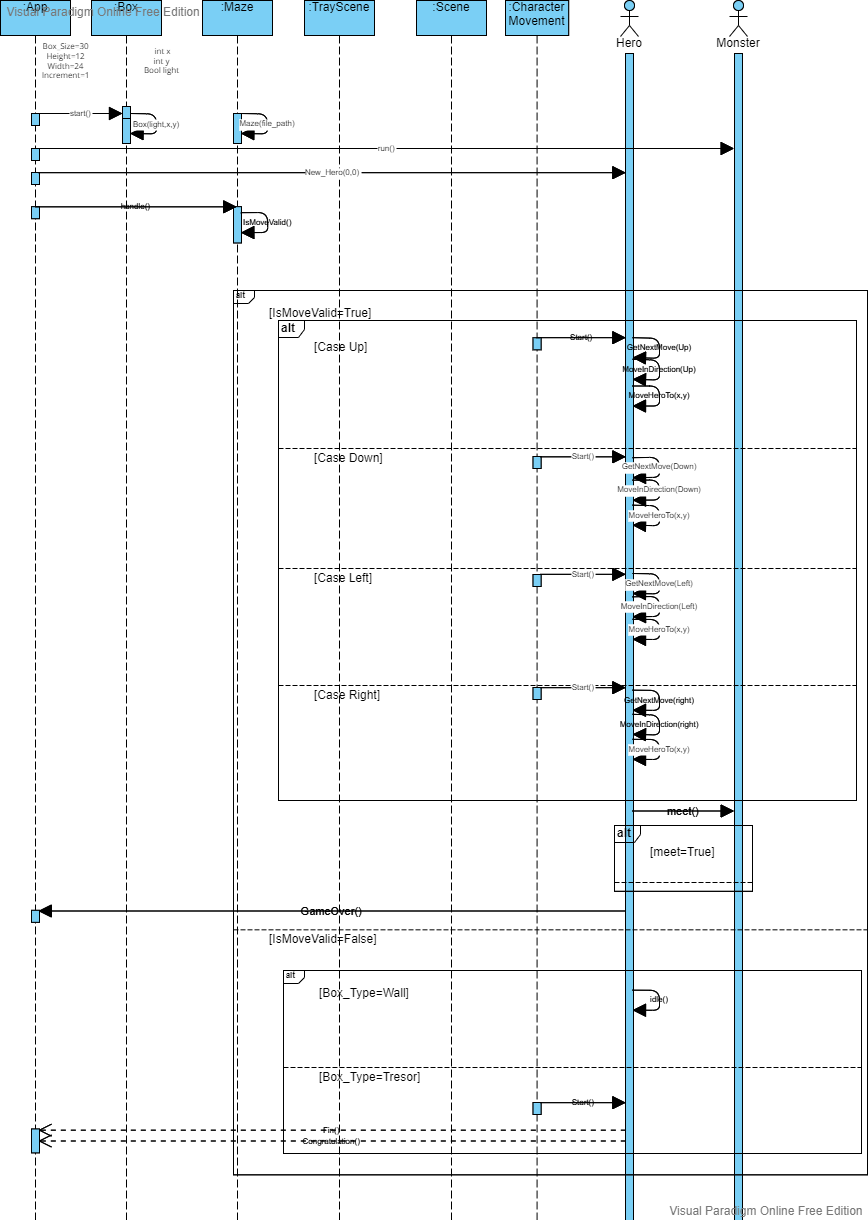 Visual Paradigm Online Free Edition
:App
:Box
:Maze
:TrayScene
:Scene
:Character
Movement
Hero
Monster
Box_Size=30
Height=12
Width=24
Increment=1
int x
int y
Bool light
start()
Box(light,x,y)
Maze(file_path)
run()
New_Hero(0,0)
handle()
IsMoveValid()
alt
[IsMoveValid=True]
alt
[Case Up]
Start()
GetNextMove(Up)
MoveInDirection(Up)
MoveHeroTo(x,y)
[Case Down]
Start()
GetNextMove(Down)
MoveInDirection(Down)
MoveHeroTo(x,y)
[Case Left]
Start()
GetNextMove(Left)
MoveInDirection(Left)
MoveHeroTo(x,y)
[Case Right]
Start()
GetNextMove(right)
MoveInDirection(right)
MoveHeroTo(x,y)
meet()
alt
[meet=True]
GameOver()
[IsMoveValid=False]
alt
[Box_Type=Wall]
idle()
[Box_Type=Tresor]
Start()
Fin()
Congratulation()
Visual Paradigm Online Free Edition